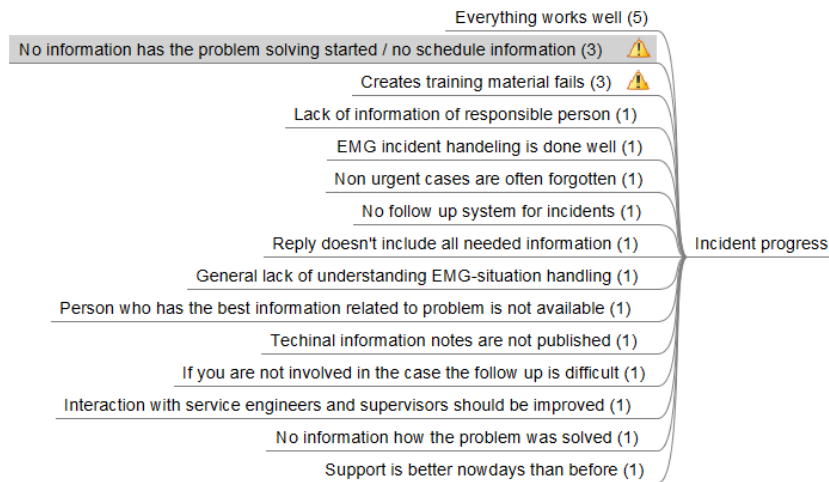 Everything works well (5)
No information has the problem solving started / no schedule information (3)
Creates training material fails (3)
Lack of information of responsible person (1)
EMG incident handeling is done well (1)
Non urgent cases are often forgotten (1)
No follow up system for incidents (1)
Reply doesn't include all needed information (1)
Incident progress
General lack of understanding EMG-situation handling (1)
Person who has the best information related to problem is not available (1)
Techinal information notes are not published (1)
If you are not involved in the case the follow up is difficult (1)
Interaction with service engineers and supervisors should be improved (1)
No information how the problem was solved (1)
Support is better nowdays than before (1)